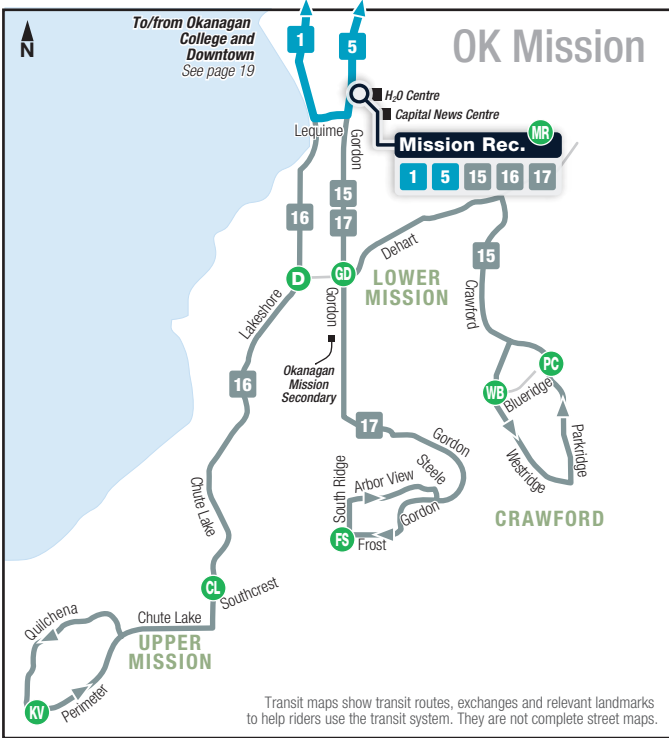 To/from Okanagan
College and
Downtown
See page 19
N
1
5
OK Mission
H₂O Centre
Capital News Centre
MR
Mission Rec.
1 5 15 16 17
Lequime
Gordon
15
17
16
Dehart
15
D
GD
LOWER
MISSION
Crawford
Lakeshore
Gordon
Okanagan
Mission
Secondary
16
PC
WB
Blueridge
Parkridge
Westridge
CRAWFORD
17
Gordon
Steele
South Ridge
Arbor View
Gordon
FS
Frost
Chute Lake
CL
Southcrest
Chute Lake
Quilchena
UPPER
MISSION
Perimeter
KV
Transit maps show transit routes, exchanges and relevant landmarks
to help riders use the transit system. They are not complete street maps.